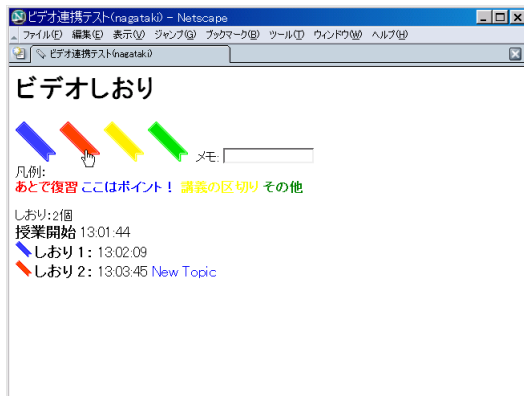 ビデオ連携テスト(nagataki) - Netscape
ファイル(F) 編集(E) 表示(V) ジャンプ(G) ブックマーク(B) ツール(T) ウィンドウ(W) ヘルプ(H)
ビデオ連携テスト(nagataki)
ビデオしおり
メモ:
凡例:
あとで復習 ここはポイント! 講義の区切り その他
しおり:2個
授業開始 13:01:44
しおり 1: 13:02:09
しおり 2: 13:03:45 New Topic